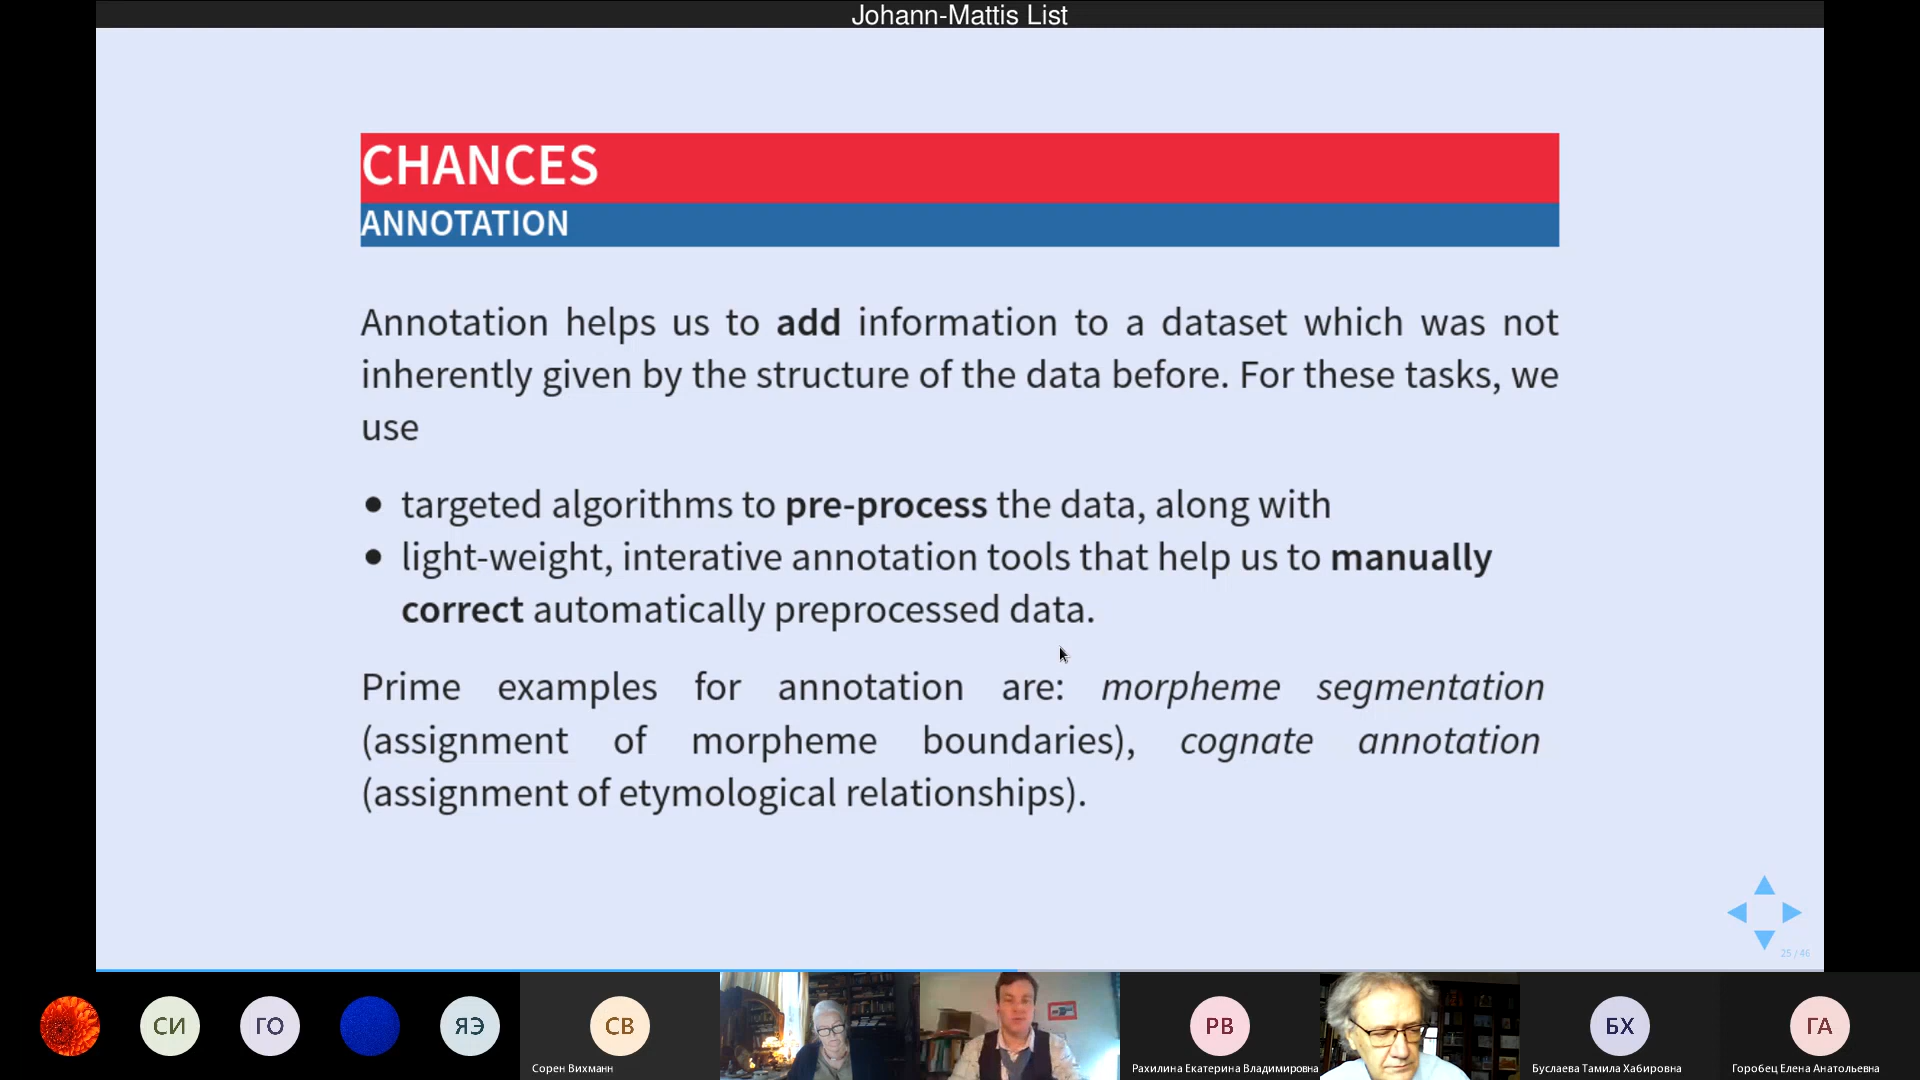 Johann-Mattis List
CHANCES
ANNOTATION
Annotation helps us to add information to a dataset which was not
inherently given by the structure of the data before. For these tasks, we
use
targeted algorithms to pre-process the data, along with
light-weight, interative annotation tools that help us to manually
correct automatically preprocessed data.
Prime examples for annotation are: morpheme segmentation
(assignment of morpheme boundaries), cognate annotation
(assignment of etymological relationships).
25 / 46
СИ
ГО
ЯЭ
СВ
Сорен Вихманн
РВ
Рахилина Екатерина Владимировна
БХ
Буслаева Тамила Хабировна
ГА
Горобец Елена Анатольевна